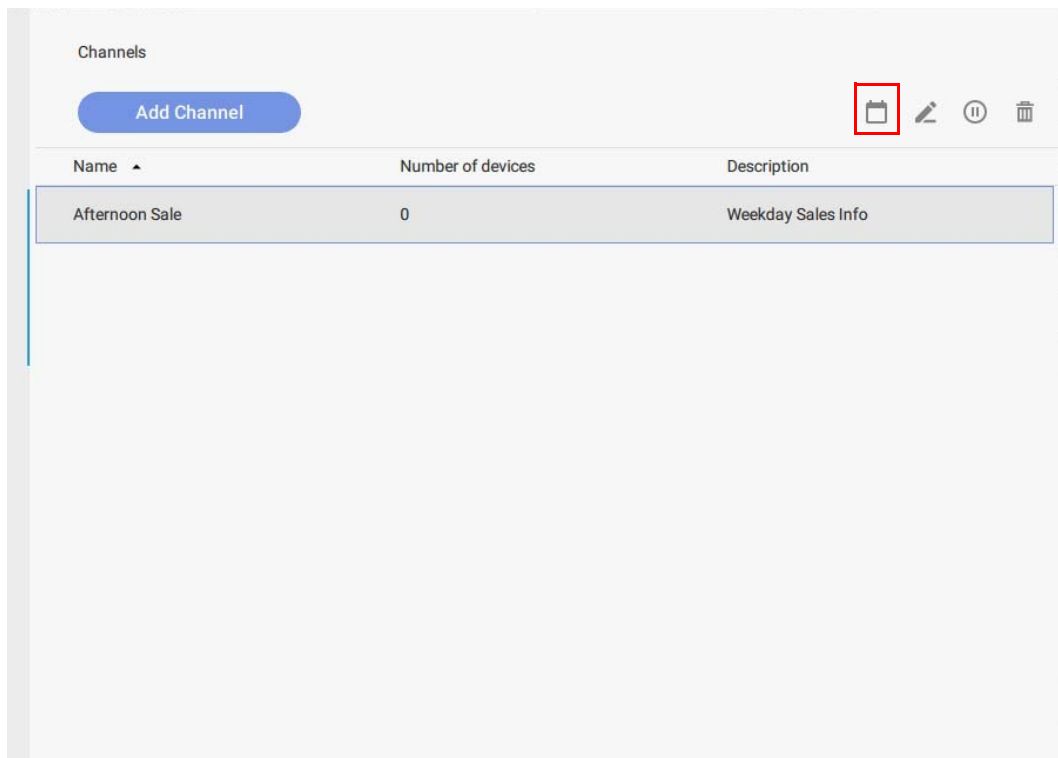 Channels
Add Channel
Name Number of devices Description
Afternoon Sale 0 Weekday Sales Info